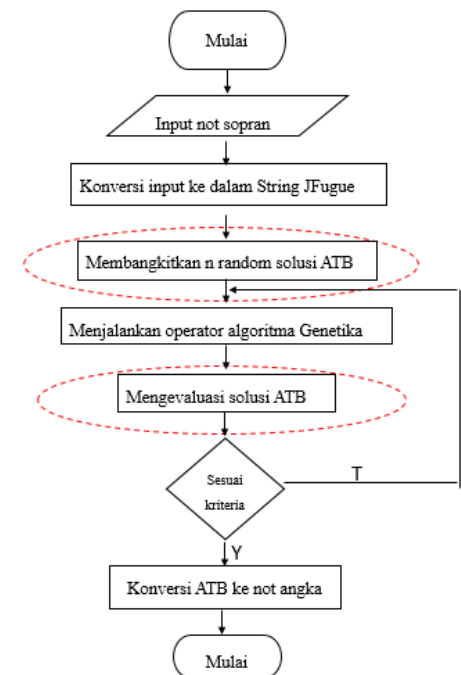 Mulai
Input not sopran
Konversi input ke dalam String JFugue
Membangkitkan n random solusi ATB
Menjalankan operator algoritma Genetika
Mengevaluasi solusi ATB
Sesuai
kriteria
T
Y
Konversi ATB ke not angka
Mulai